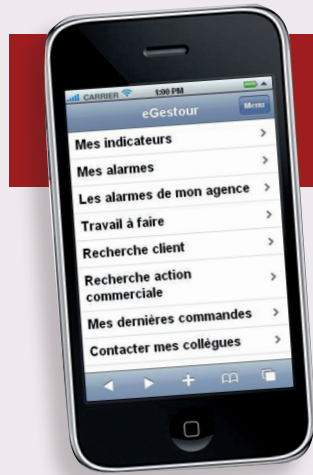 CARRIER 1:00 PM
eGestour Menu
Mes indicateurs
Mes alarmes
Les alarmes de mon agence
Travail à faire
Recherche client
Recherche action
commerciale
Mes dernières commandes
Contacter mes collègues